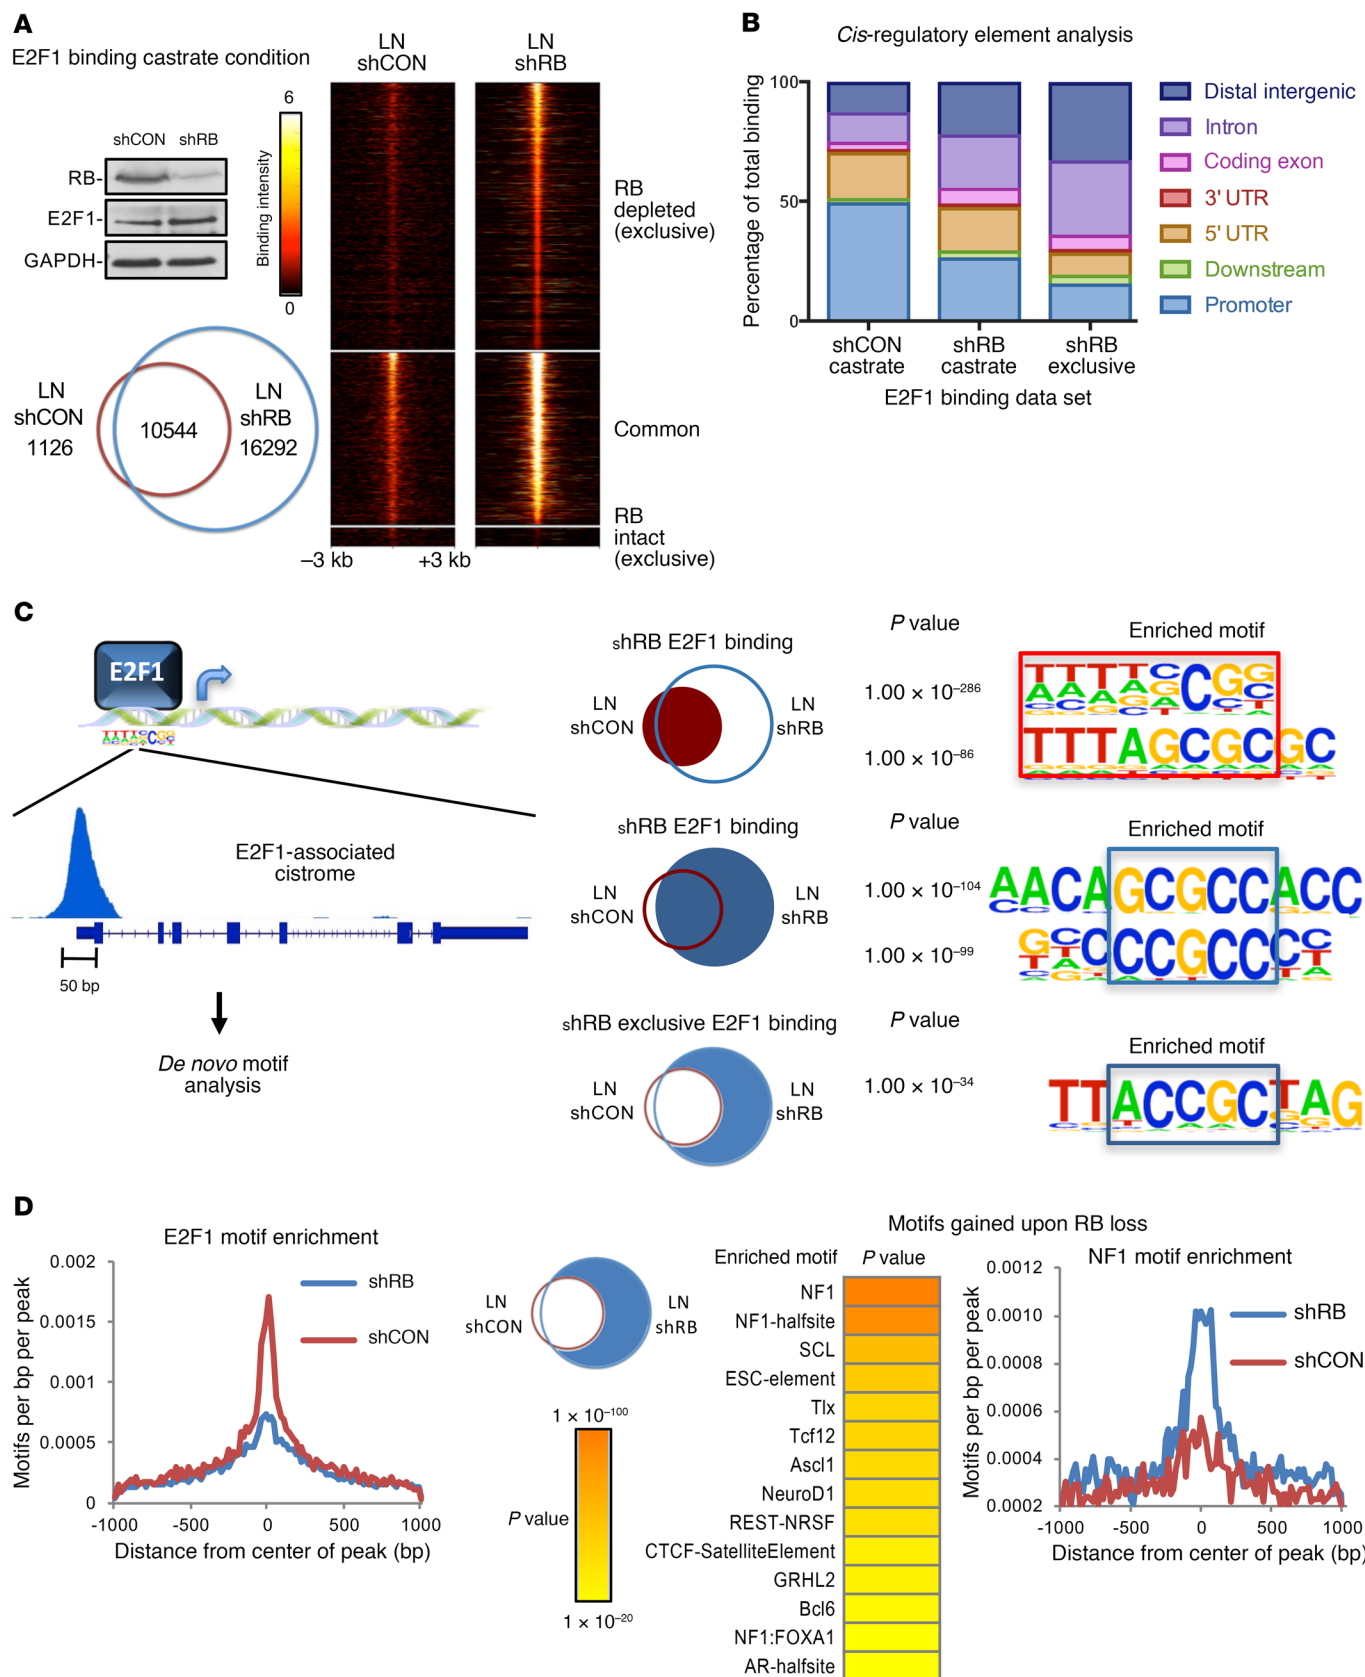 A
E2F1 binding castrate condition
LN
shCON
LN
shRB
shCON shRB
RB-
E2F1-
GAPDH-
6
Binding intensity
0
RB
depleted
(exclusive)
Common
RB
intact
(exclusive)
LN
shCON
1126
10544
LN
shRB
16292
–3 kb
+3 kb
B
Cis-regulatory element analysis
Percentage of total binding
100
50
0
shCON
castrate
shRB
castrate
shRB
exclusive
E2F1 binding data set
Distal intergenic
Intron
Coding exon
3' UTR
5' UTR
Downstream
Promoter
C
E2F1
E2F1-associated
cistrome
50 bp
De novo motif
analysis
shRB E2F1 binding
LN
shCON
LN
shRB
P value
1.00 × 10–286
1.00 × 10–86
Enriched motif
TTTAGCGCGC
shRB E2F1 binding
LN
shCON
LN
shRB
P value
1.00 × 10–104
1.00 × 10–99
Enriched motif
AACAGCGCCACC
shRB exclusive E2F1 binding
LN
shCON
LN
shRB
P value
1.00 × 10–34
Enriched motif
TTACCGCTAG
D
E2F1 motif enrichment
Motifs per bp per peak
0.002
0.0015
0.001
0.0005
0
shRB
shCON
-1000 -500 0 500 1000
Distance from center of peak (bp)
LN
shCON
LN
shRB
1 × 10–100
P value
1 × 10–20
Motifs gained upon RB loss
Enriched motif P value
NF1
NF1-halfsite
SCL
ESC-element
Tlx
Tcf12
Ascl1
NeuroD1
REST-NRSF
CTCF-SatelliteElement
GRHL2
Bcl6
NF1:FOXA1
AR-halfsite
NF1 motif enrichment
Motifs per bp per peak
0.0012
0.0010
0.0008
0.0006
0.0004
0.0002
shRB
shCON
-1000 -500 0 500 1000
Distance from center of peak (bp)